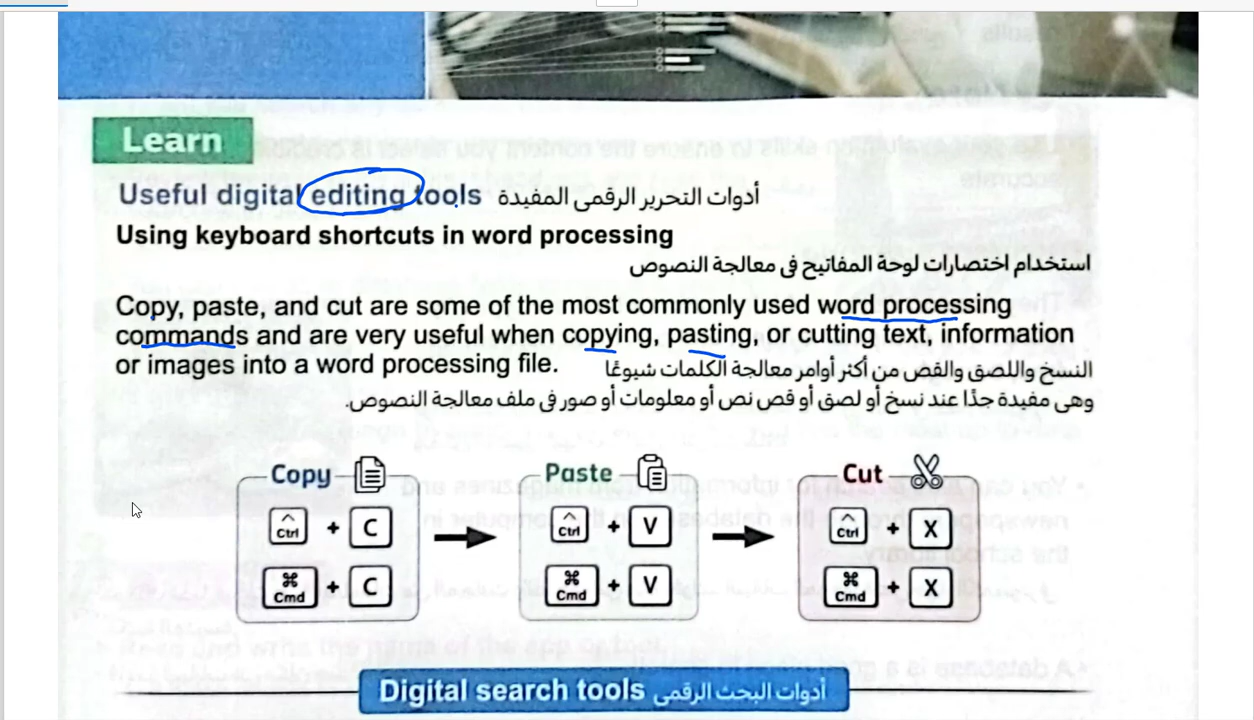 Learn
Useful digital editing tools أدوات التحرير الرقمى المفيدة
Using keyboard shortcuts in word processing
استخدام اختصارات لوحة المفاتيح فى معالجة النصوص
Copy, paste, and cut are some of the most commonly used word processing
commands and are very useful when copying, pasting, or cutting text, information
or images into a word processing file. النسخ واللصق والقص من أكثر أوامر معالجة الكلمات شيوعًا
وهى مفيدة جدًا عند نسخ أو لصق أو قص نص أو معلومات أو صور فى ملف معالجة النصوص.
Copy Paste Cut
Ctrl + C Ctrl + V Ctrl + X
⌘ Cmd + C ⌘ Cmd + V ⌘ Cmd + X
Digital search tools أدوات البحث الرقمى